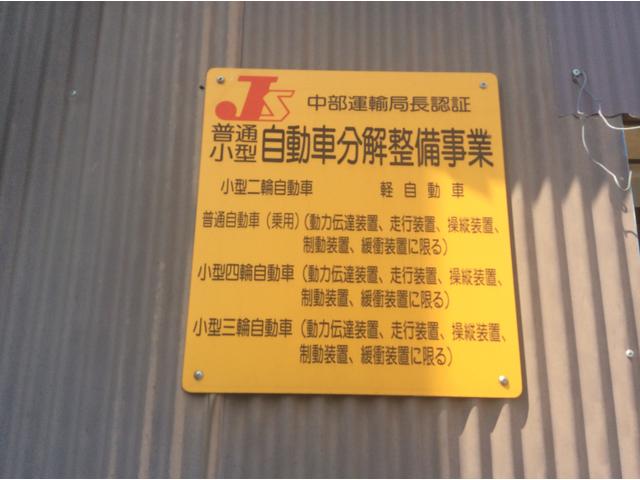 JS 中部運輸局長認証
普通
小型 自動車分解整備事業
小型二輪自動車 軽自動車
普通自動車（乗用）（動力伝達装置、走行装置、操縦装置、
制動装置、緩衝装置に限る）
小型四輪自動車（動力伝達装置、走行装置、操縦装置、
制動装置、緩衝装置に限る）
小型三輪自動車（動力伝達装置、走行装置、操縦装置、
制動装置、緩衝装置に限る）